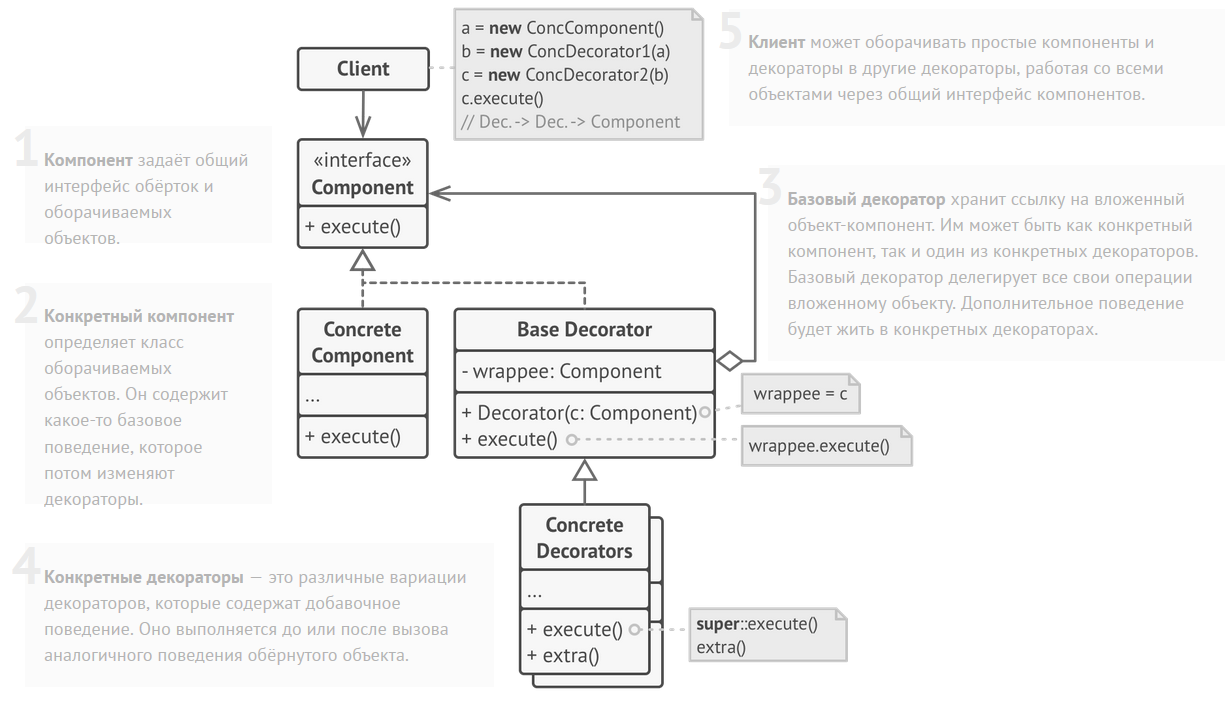 a = new ConcComponent()
b = new ConcDecorator1(a)
c = new ConcDecorator2(b)
c.execute()
// Dec. -> Dec. -> Component
5
Клиент может оборачивать простые компоненты и
декораторы в другие декораторы, работая со всеми
объектами через общий интерфейс компонентов.
Client
1
Компонент задаёт общий
интерфейс обёрток и
оборачиваемых
объектов.
«interface»
Component
+ execute()
3
Базовый декоратор хранит ссылку на вложенный
объект-компонент. Им может быть как конкретный
компонент, так и один из конкретных декораторов.
Базовый декоратор делегирует все свои операции
вложенному объекту. Дополнительное поведение
будет жить в конкретных декораторах.
2
Конкретный компонент
определяет класс
оборачиваемых
объектов. Он содержит
какое-то базовое
поведение, которое
потом изменяют
декораторы.
Concrete
Component
...
+ execute()
Base Decorator
- wrappee: Component
+ Decorator(c: Component)
+ execute()
wrappee = c
wrappee.execute()
4
Конкретные декораторы — это различные вариации
декораторов, которые содержат добавочное
поведение. Оно выполняется до или после вызова
аналогичного поведения обёрнутого объекта.
Concrete
Decorators
...
+ execute()
+ extra()
super::execute()
extra()